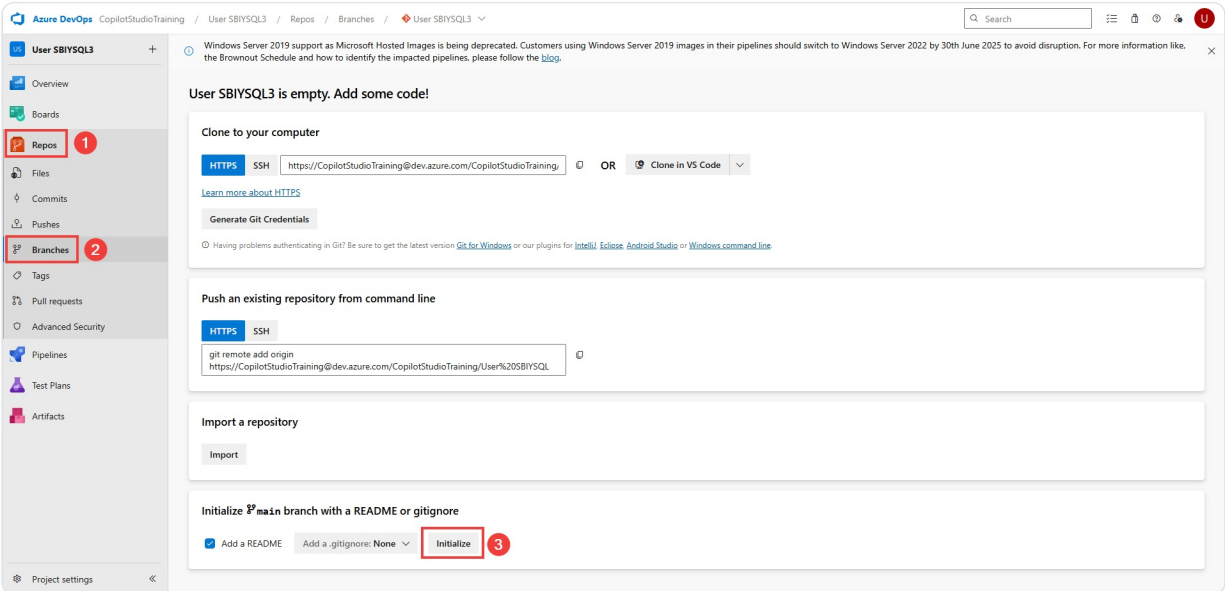 Azure DevOps CopilotStudioTraining / User SBIYSQL3 / Repos / Branches / User SBIYSQL3
Search
U
US User SBIYSQL3 +
Windows Server 2019 support as Microsoft Hosted Images is being deprecated. Customers using Windows Server 2019 images in their pipelines should switch to Windows Server 2022 by 30th June 2025 to avoid disruption. For more information like,
the Brownout Schedule and how to identify the impacted pipelines, please follow the blog.
Overview
Boards
Repos 1
Files
Commits
Pushes
Branches 2
Tags
Pull requests
Advanced Security
Pipelines
Test Plans
Artifacts
Project settings
User SBIYSQL3 is empty. Add some code!
Clone to your computer
HTTPS SSH https://CopilotStudioTraining@dev.azure.com/CopilotStudioTraining/ OR Clone in VS Code
Learn more about HTTPS
Generate Git Credentials
Having problems authenticating in Git? Be sure to get the latest version Git for Windows or our plugins for IntelliJ, Eclipse, Android Studio or Windows command line.
Push an existing repository from command line
HTTPS SSH
git remote add origin
https://CopilotStudioTraining@dev.azure.com/CopilotStudioTraining/User%20SBIYSQL
Import a repository
Import
Initialize main branch with a README or gitignore
Add a README Add a .gitignore: None Initialize 3